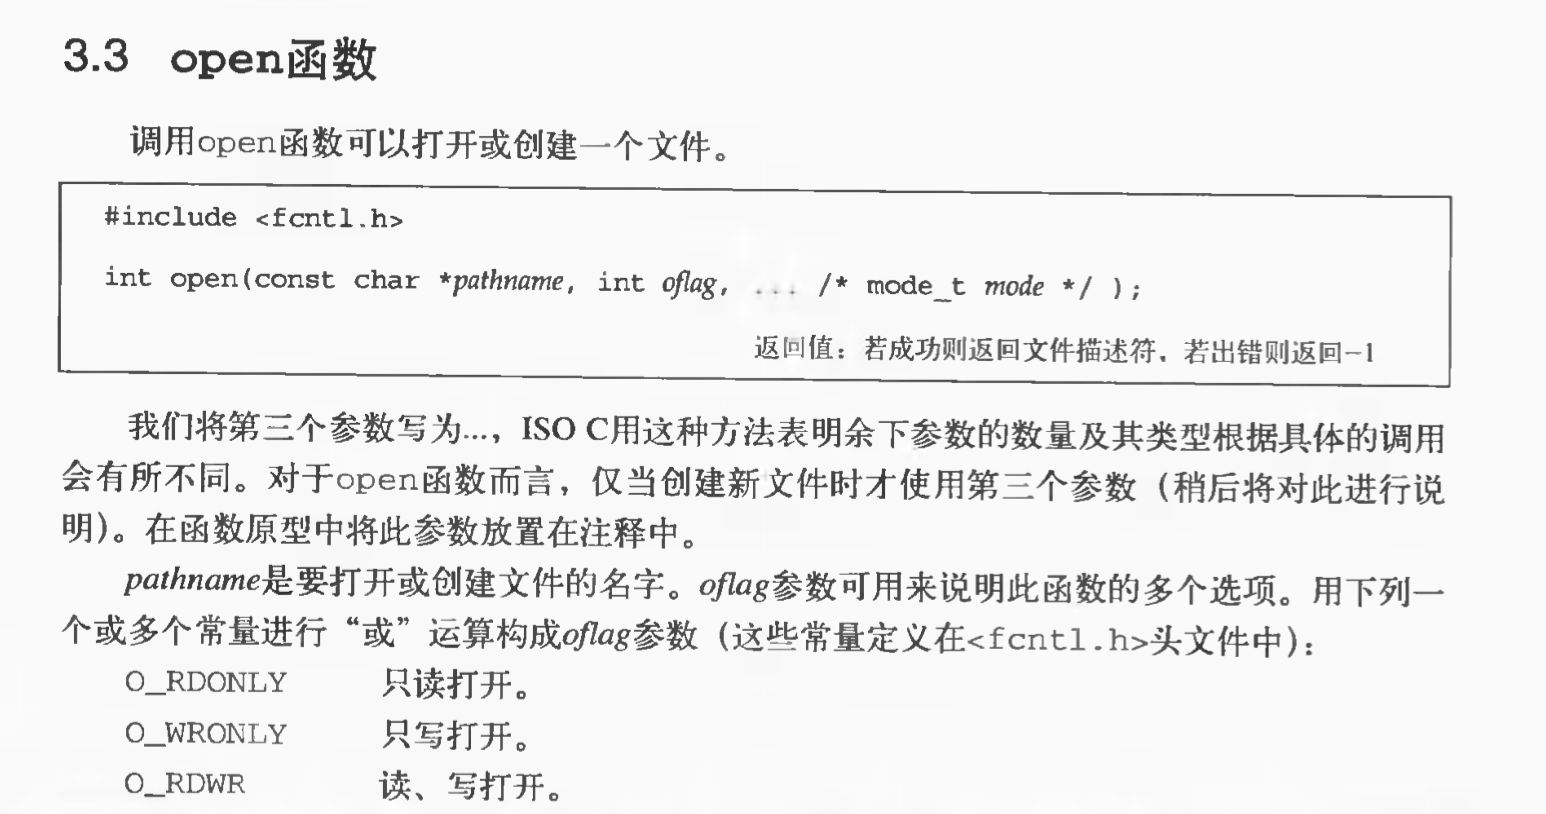 3.3 open函数
调用open函数可以打开或创建一个文件。
#include <fcntl.h>
int open(const char *pathname, int oflag, ... /* mode_t mode */ );
返回值：若成功则返回文件描述符，若出错则返回-1
我们将第三个参数写为...，ISO C用这种方法表明余下参数的数量及其类型根据具体的调用
会有所不同。对于open函数而言，仅当创建新文件时才使用第三个参数（稍后将对此进行说
明）。在函数原型中将此参数放置在注释中。
pathname是要打开或创建文件的名字。oflag参数可用来说明此函数的多个选项。用下列一
个或多个常量进行“或”运算构成oflag参数（这些常量定义在<fcntl.h>头文件中）：
O_RDONLY 只读打开。
O_WRONLY 只写打开。
O_RDWR 读、写打开。